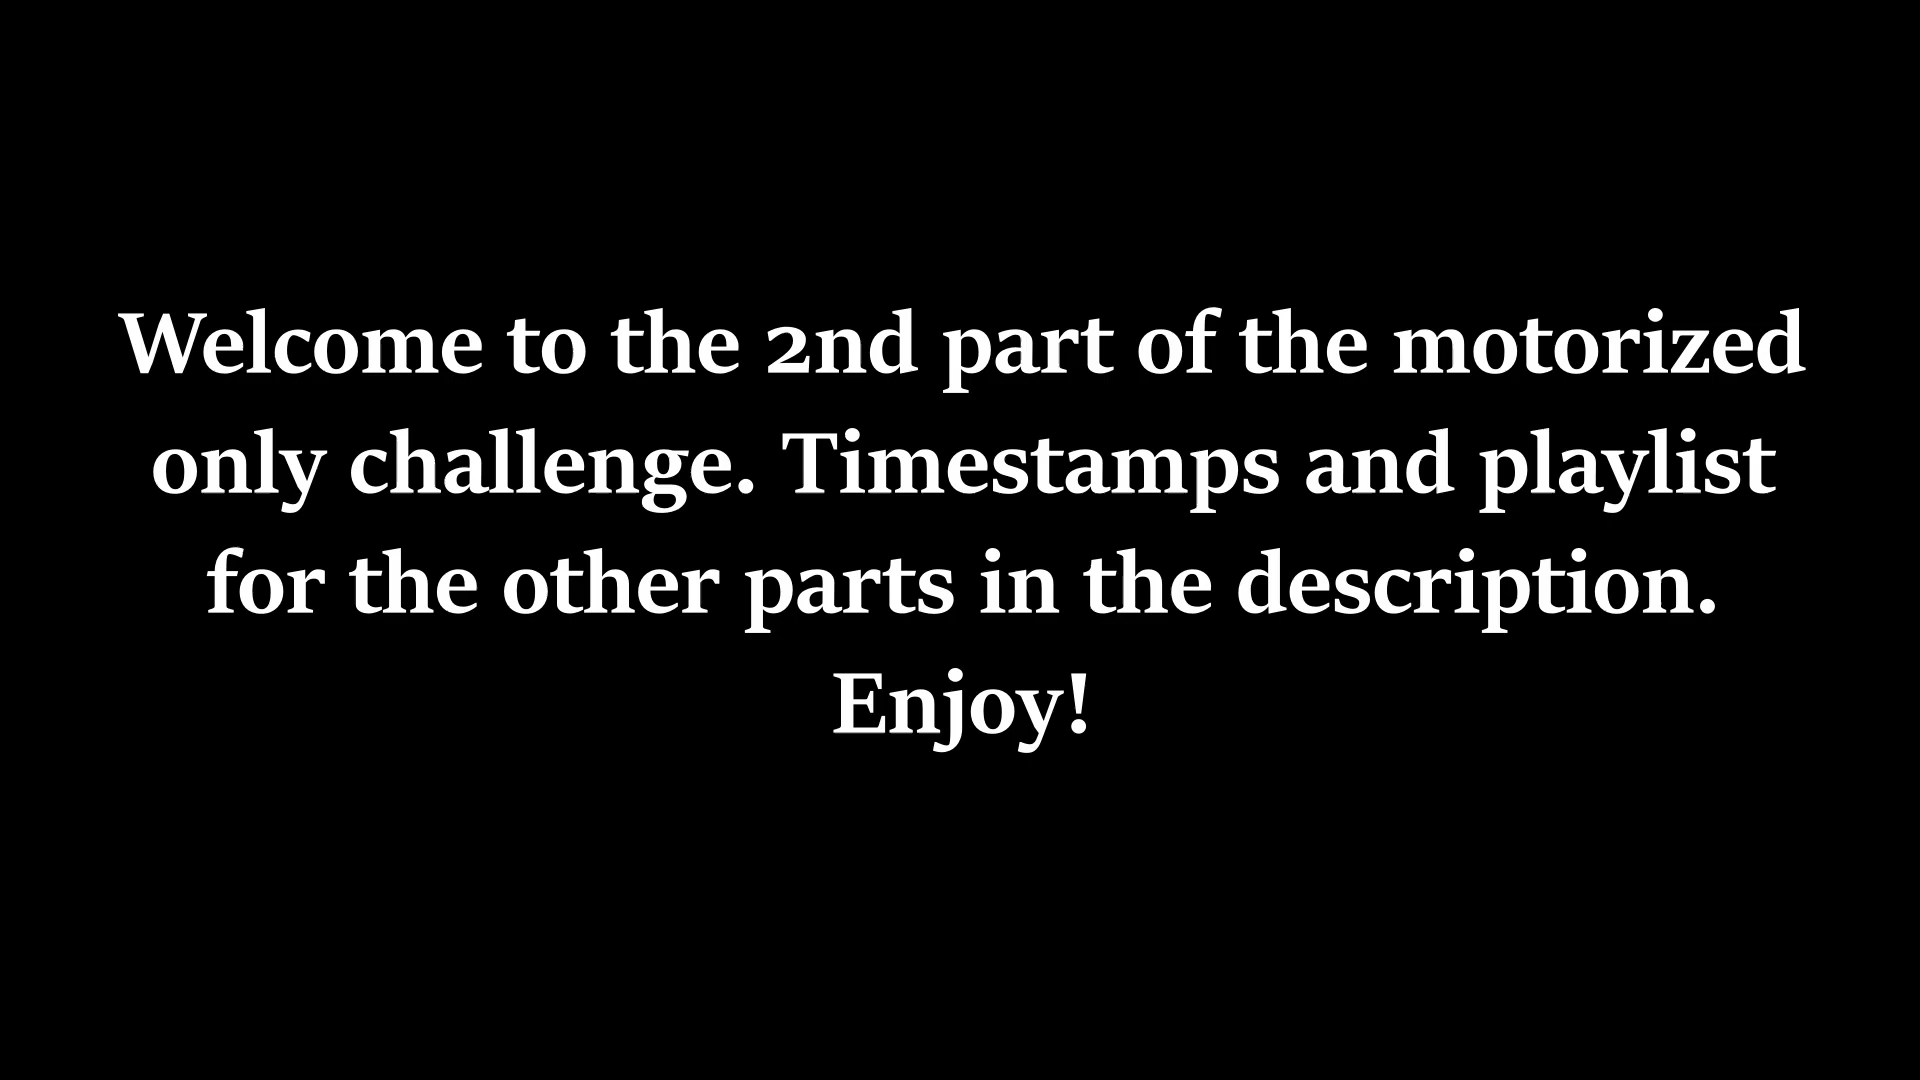 Welcome to the 2nd part of the motorized
only challenge. Timestamps and playlist
for the other parts in the description.
Enjoy!